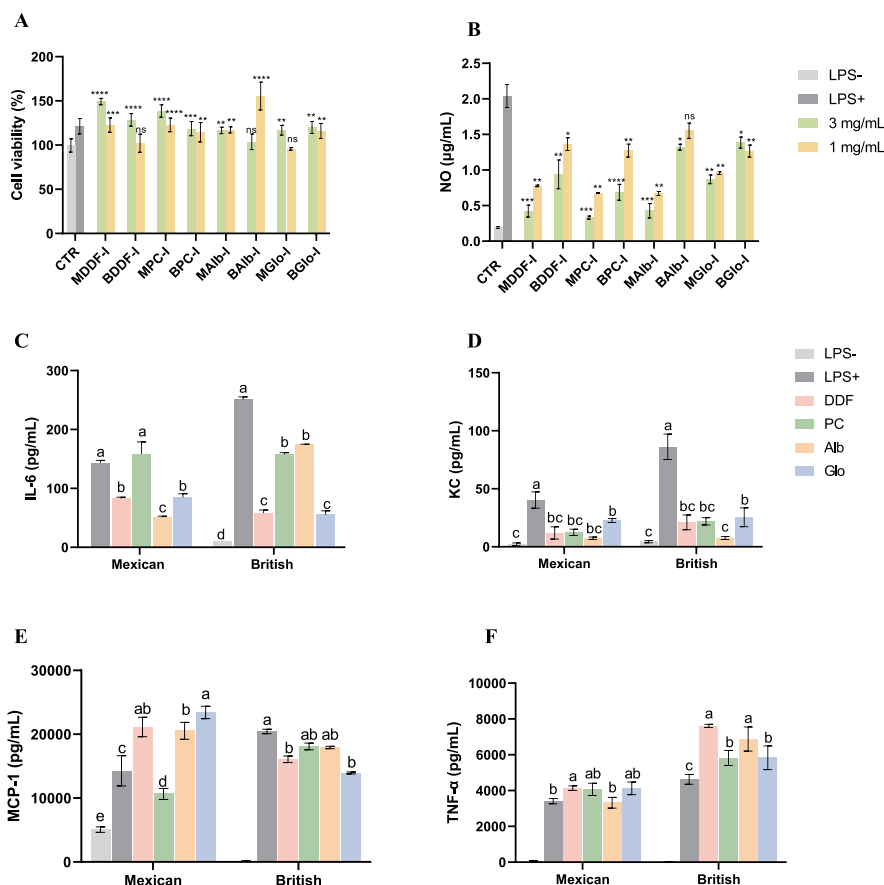 A
Cell viability (%)
200
150
100
50
0
**** *** **** ns **** **** *** ** ** ** ns **** ** ns ** **
CTR MDDF-I BDDF-I MPC-I BPC-I MAlb-I BAlb-I MGlo-I BGlo-I
B
NO (µg/mL)
2.5
2.0
1.5
1.0
0.5
0.0
*** ** ** * *** ** **** ** *** ** * ns ** ** * **
CTR MDDF-I BDDF-I MPC-I BPC-I MAlb-I BAlb-I MGlo-I BGlo-I
LPS-
LPS+
3 mg/mL
1 mg/mL
C
IL-6 (pg/mL)
300
200
100
0
a b a c b d a c b b c
Mexican British
D
KC (pg/mL)
150
100
50
0
c a bc bc bc b c a bc bc c b
Mexican British
LPS-
LPS+
DDF
PC
Alb
Glo
E
MCP-1 (pg/mL)
30000
20000
10000
0
e c ab d b a a b ab ab b
Mexican British
F
TNF-α (pg/mL)
10000
8000
6000
4000
2000
0
b a ab b ab c a b a b
Mexican British